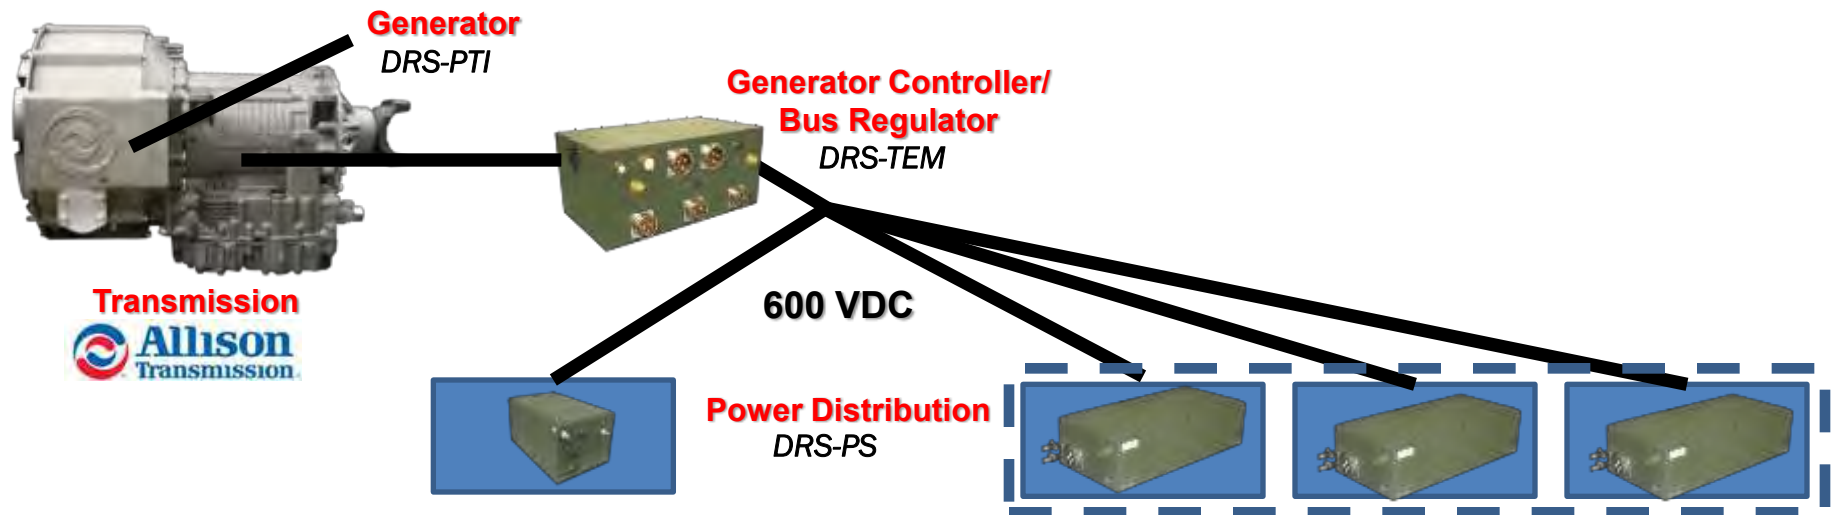 Generator
DRS-PTI
Generator Controller/
Bus Regulator
DRS-TEM
Transmission
Allison
Transmission
600 VDC
Power Distribution
DRS-PS